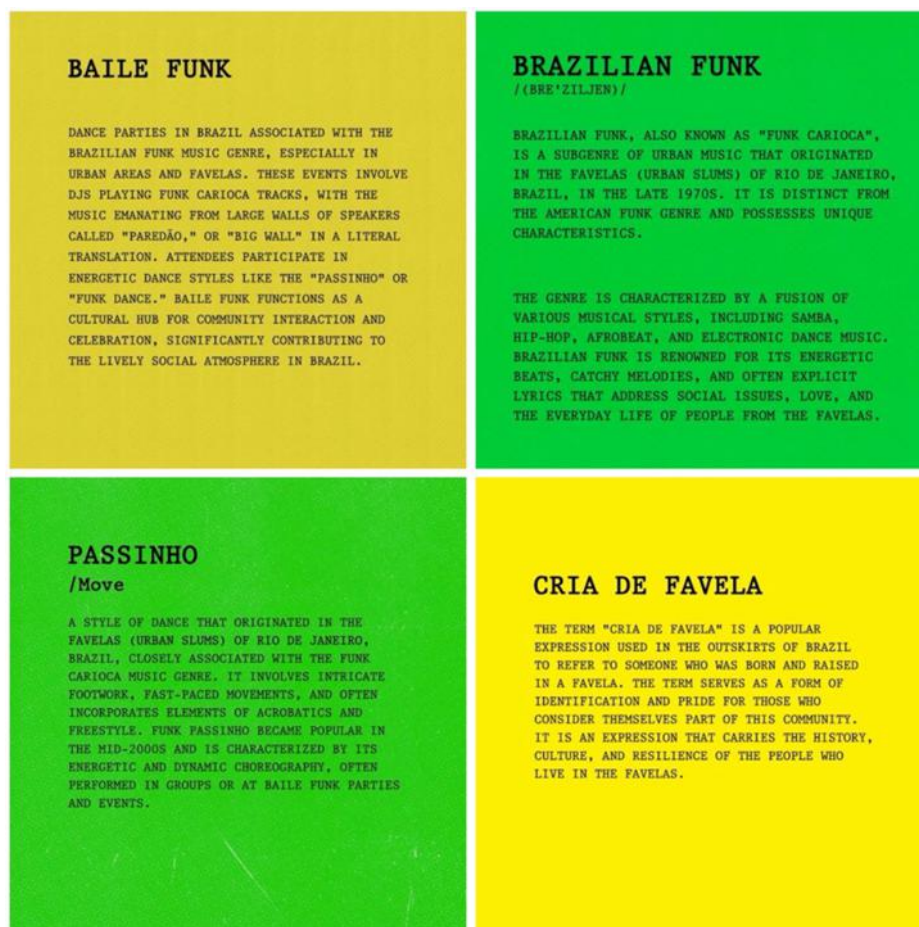 BAILE FUNK
DANCE PARTIES IN BRAZIL ASSOCIATED WITH THE
BRAZILIAN FUNK MUSIC GENRE, ESPECIALLY IN
URBAN AREAS AND FAVELAS. THESE EVENTS INVOLVE
DJS PLAYING FUNK CARIOCA TRACKS, WITH THE
MUSIC EMANATING FROM LARGE WALLS OF SPEAKERS
CALLED "PAREDÃO," OR "BIG WALL" IN A LITERAL
TRANSLATION. ATTENDEES PARTICIPATE IN
ENERGETIC DANCE STYLES LIKE THE "PASSINHO" OR
"FUNK DANCE." BAILE FUNK FUNCTIONS AS A
CULTURAL HUB FOR COMMUNITY INTERACTION AND
CELEBRATION, SIGNIFICANTLY CONTRIBUTING TO
THE LIVELY SOCIAL ATMOSPHERE IN BRAZIL.
BRAZILIAN FUNK
/(BRE'ZILJEN)/
BRAZILIAN FUNK, ALSO KNOWN AS "FUNK CARIOCA",
IS A SUBGENRE OF URBAN MUSIC THAT ORIGINATED
IN THE FAVELAS (URBAN SLUMS) OF RIO DE JANEIRO,
BRAZIL, IN THE LATE 1970S. IT IS DISTINCT FROM
THE AMERICAN FUNK GENRE AND POSSESSES UNIQUE
CHARACTERISTICS.
THE GENRE IS CHARACTERIZED BY A FUSION OF
VARIOUS MUSICAL STYLES, INCLUDING SAMBA,
HIP-HOP, AFROBEAT, AND ELECTRONIC DANCE MUSIC.
BRAZILIAN FUNK IS RENOWNED FOR ITS ENERGETIC
BEATS, CATCHY MELODIES, AND OFTEN EXPLICIT
LYRICS THAT ADDRESS SOCIAL ISSUES, LOVE, AND
THE EVERYDAY LIFE OF PEOPLE FROM THE FAVELAS.
PASSINHO
/Move
A STYLE OF DANCE THAT ORIGINATED IN THE
FAVELAS (URBAN SLUMS) OF RIO DE JANEIRO,
BRAZIL, CLOSELY ASSOCIATED WITH THE FUNK
CARIOCA MUSIC GENRE. IT INVOLVES INTRICATE
FOOTWORK, FAST-PACED MOVEMENTS, AND OFTEN
INCORPORATES ELEMENTS OF ACROBATICS AND
FREESTYLE. FUNK PASSINHO BECAME POPULAR IN
THE MID-2000S AND IS CHARACTERIZED BY ITS
ENERGETIC AND DYNAMIC CHOREOGRAPHY, OFTEN
PERFORMED IN GROUPS OR AT BAILE FUNK PARTIES
AND EVENTS.
CRIA DE FAVELA
THE TERM "CRIA DE FAVELA" IS A POPULAR
EXPRESSION USED IN THE OUTSKIRTS OF BRAZIL
TO REFER TO SOMEONE WHO WAS BORN AND RAISED
IN A FAVELA. THE TERM SERVES AS A FORM OF
IDENTIFICATION AND PRIDE FOR THOSE WHO
CONSIDER THEMSELVES PART OF THIS COMMUNITY.
IT IS AN EXPRESSION THAT CARRIES THE HISTORY,
CULTURE, AND RESILIENCE OF THE PEOPLE WHO
LIVE IN THE FAVELAS.